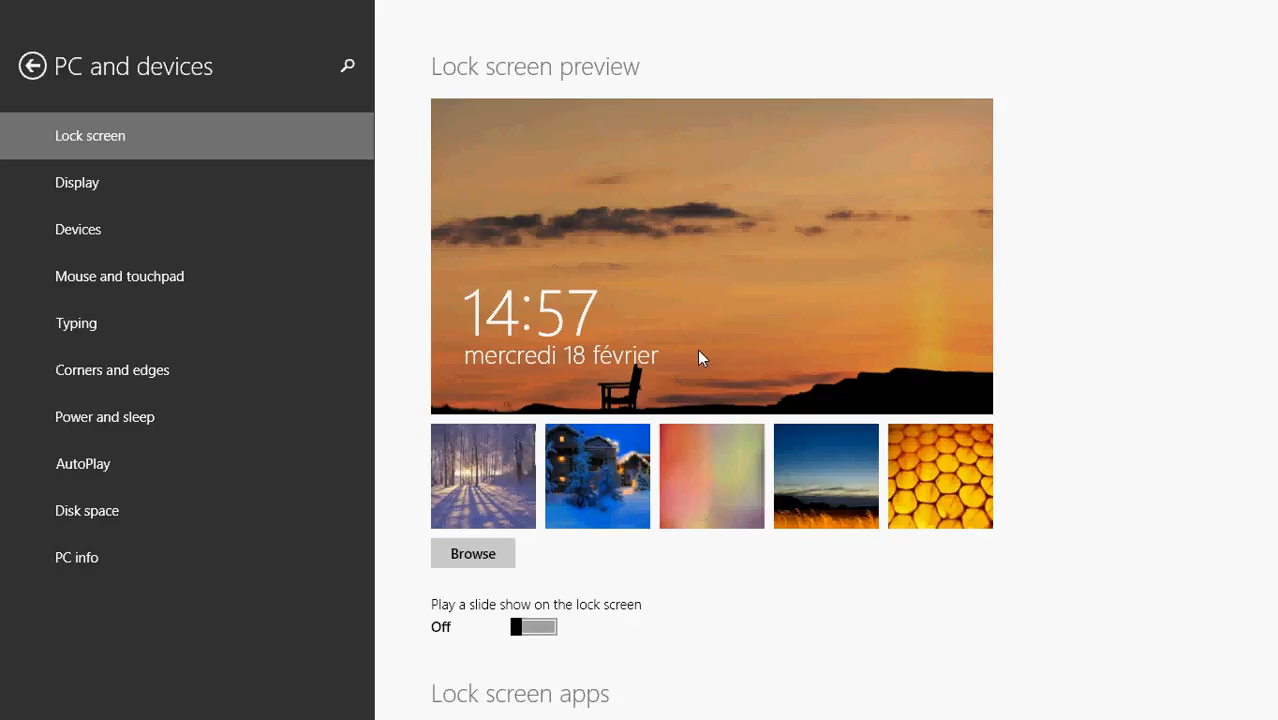 PC and devices
Lock screen
Display
Devices
Mouse and touchpad
Typing
Corners and edges
Power and sleep
AutoPlay
Disk space
PC info
Lock screen preview
14:57
mercredi 18 février
Browse
Play a slide show on the lock screen
Off
Lock screen apps